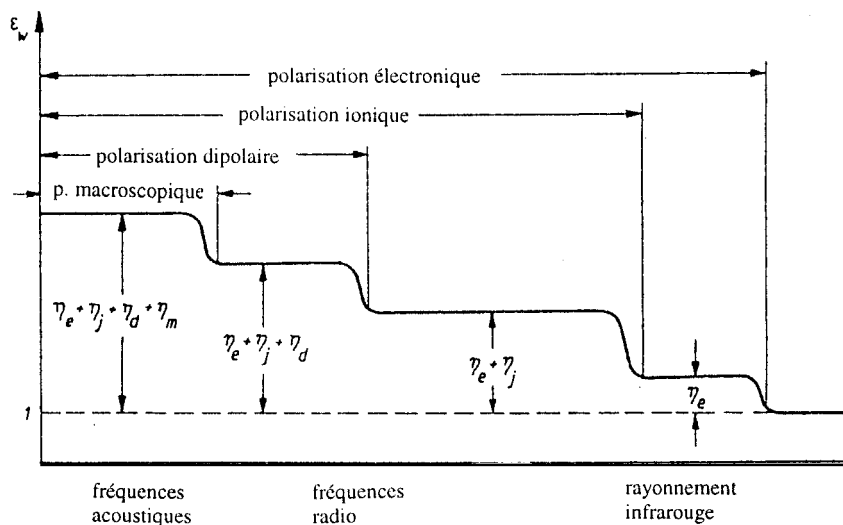 ε_w
polarisation électronique
polarisation ionique
polarisation dipolaire
p. macroscopique
η_e + η_j + η_d + η_m
η_e + η_j + η_d
η_e + η_j
η_e
1
fréquences
acoustiques
fréquences
radio
rayonnement
infrarouge